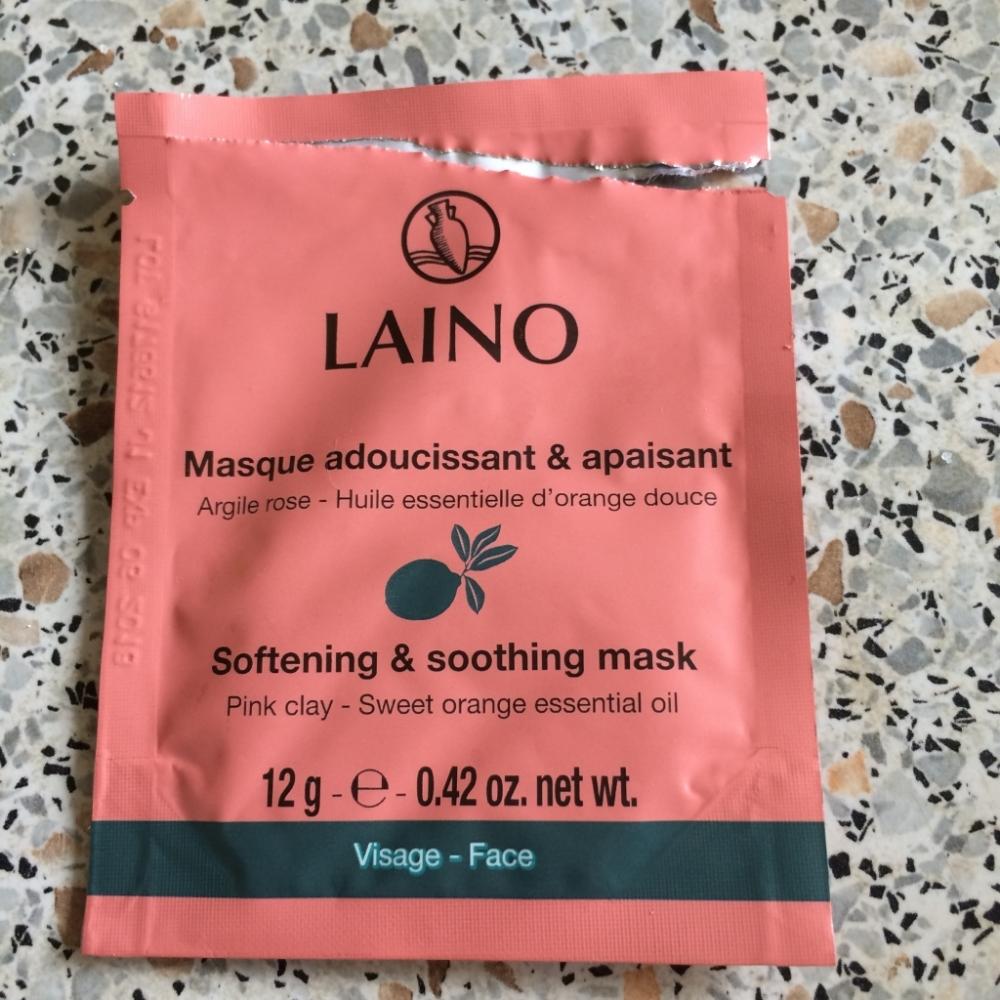 LAINO
Masque adoucissant & apaisant
Argile rose - Huile essentielle d'orange douce
Softening & soothing mask
Pink clay - Sweet orange essential oil
12 g - ℮ - 0.42 oz. net wt.
Visage - Face